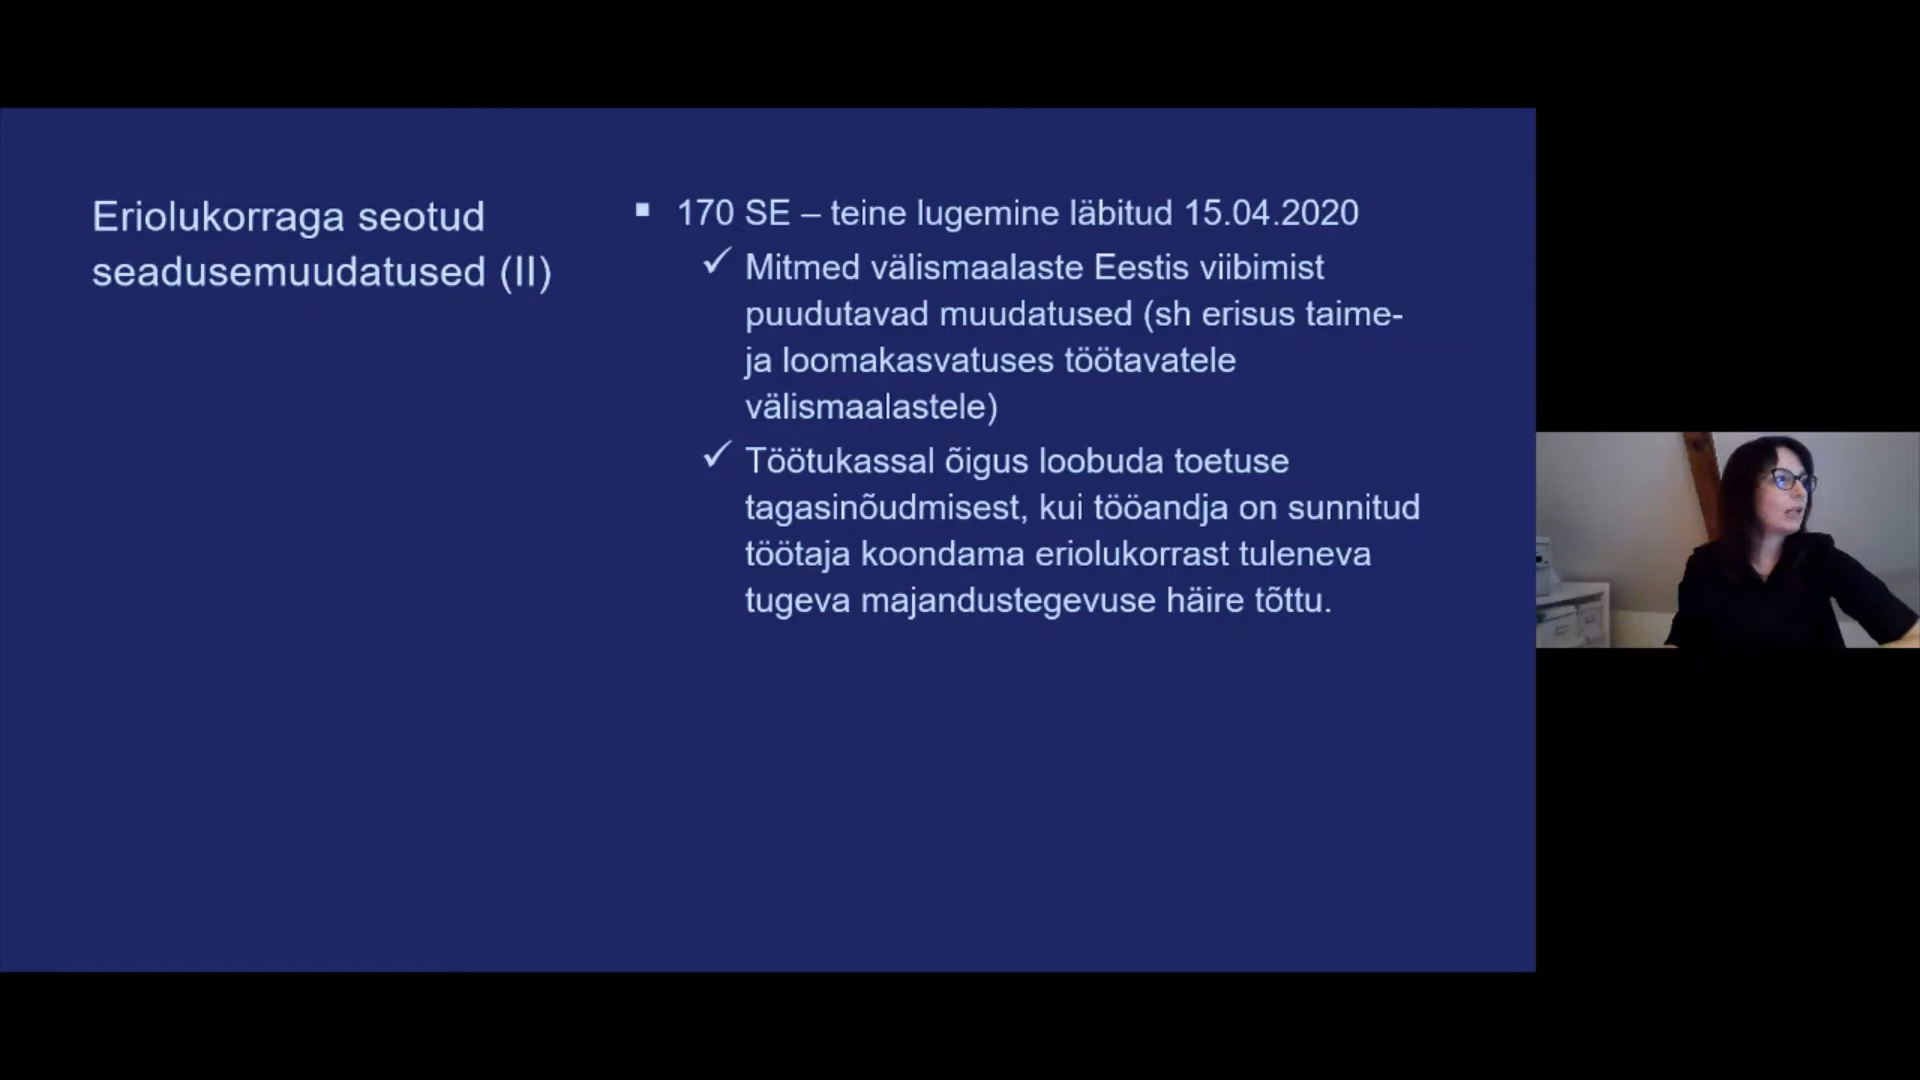 Eriolukorraga seotud
seadusemuudatused (II)
▪ 170 SE – teine lugemine läbitud 15.04.2020
✓ Mitmed välismaalaste Eestis viibimist
puudutavad muudatused (sh erisus taime-
ja loomakasvatuses töötavatele
välismaalastele)
✓ Töötukassal õigus loobuda toetuse
tagasinõudmisest, kui tööandja on sunnitud
töötaja koondama eriolukorrast tuleneva
tugeva majandustegevuse häire tõttu.